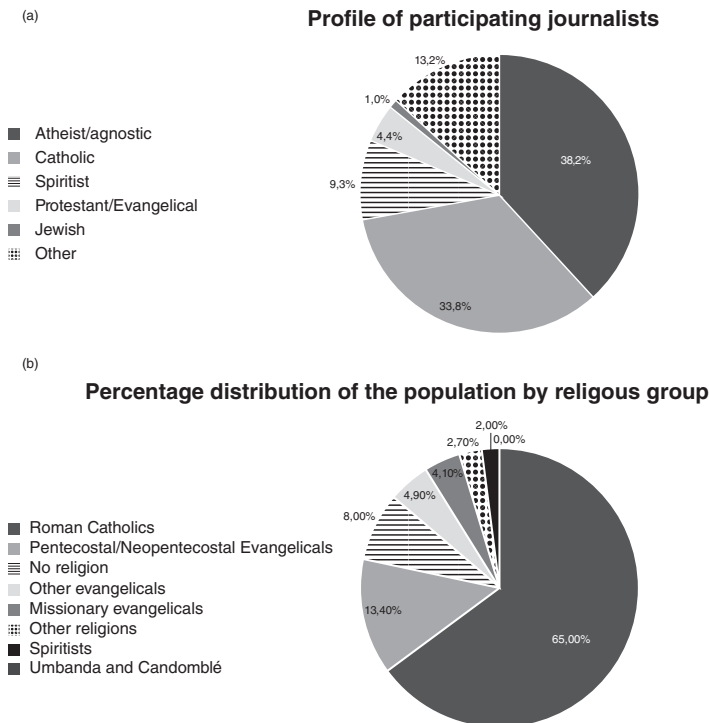 (a)
Profile of participating journalists
Atheist/agnostic
Catholic
Spiritist
Protestant/Evangelical
Jewish
Other
13,2%
1,0%
4,4%
9,3%
38,2%
33,8%
(b)
Percentage distribution of the population by religous group
Roman Catholics
Pentecostal/Neopentecostal Evangelicals
No religion
Other evangelicals
Missionary evangelicals
Other religions
Spiritists
Umbanda and Candomblé
2,00%
2,70%
0,00%
4,10%
4,90%
8,00%
13,40%
65,00%